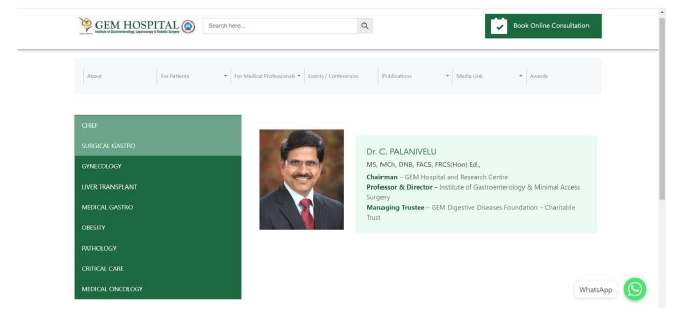 GEM HOSPITAL
Institute of Gastroenterology, Laparoscopy & Robotic Surgery
Search here...
Book Online Consultation
About
For Patients
For Medical Professionals
Events / Conferences
Publications
Media Link
Awards
CHIEF
SURGICAL GASTRO
GYNECOLOGY
LIVER TRANSPLANT
MEDICAL GASTRO
OBESITY
PATHOLOGY
CRITICAL CARE
MEDICAL ONCOLOGY
Dr. C. PALANIVELU
MS, MCh, DNB, FACS, FRCS(Hon) Ed.,
Chairman – GEM Hospital and Research Centre
Professor & Director – Institute of Gastroenterology & Minimal Access
Surgery
Managing Trustee – GEM Digestive Diseases Foundation – Charitable
Trust
WhatsApp